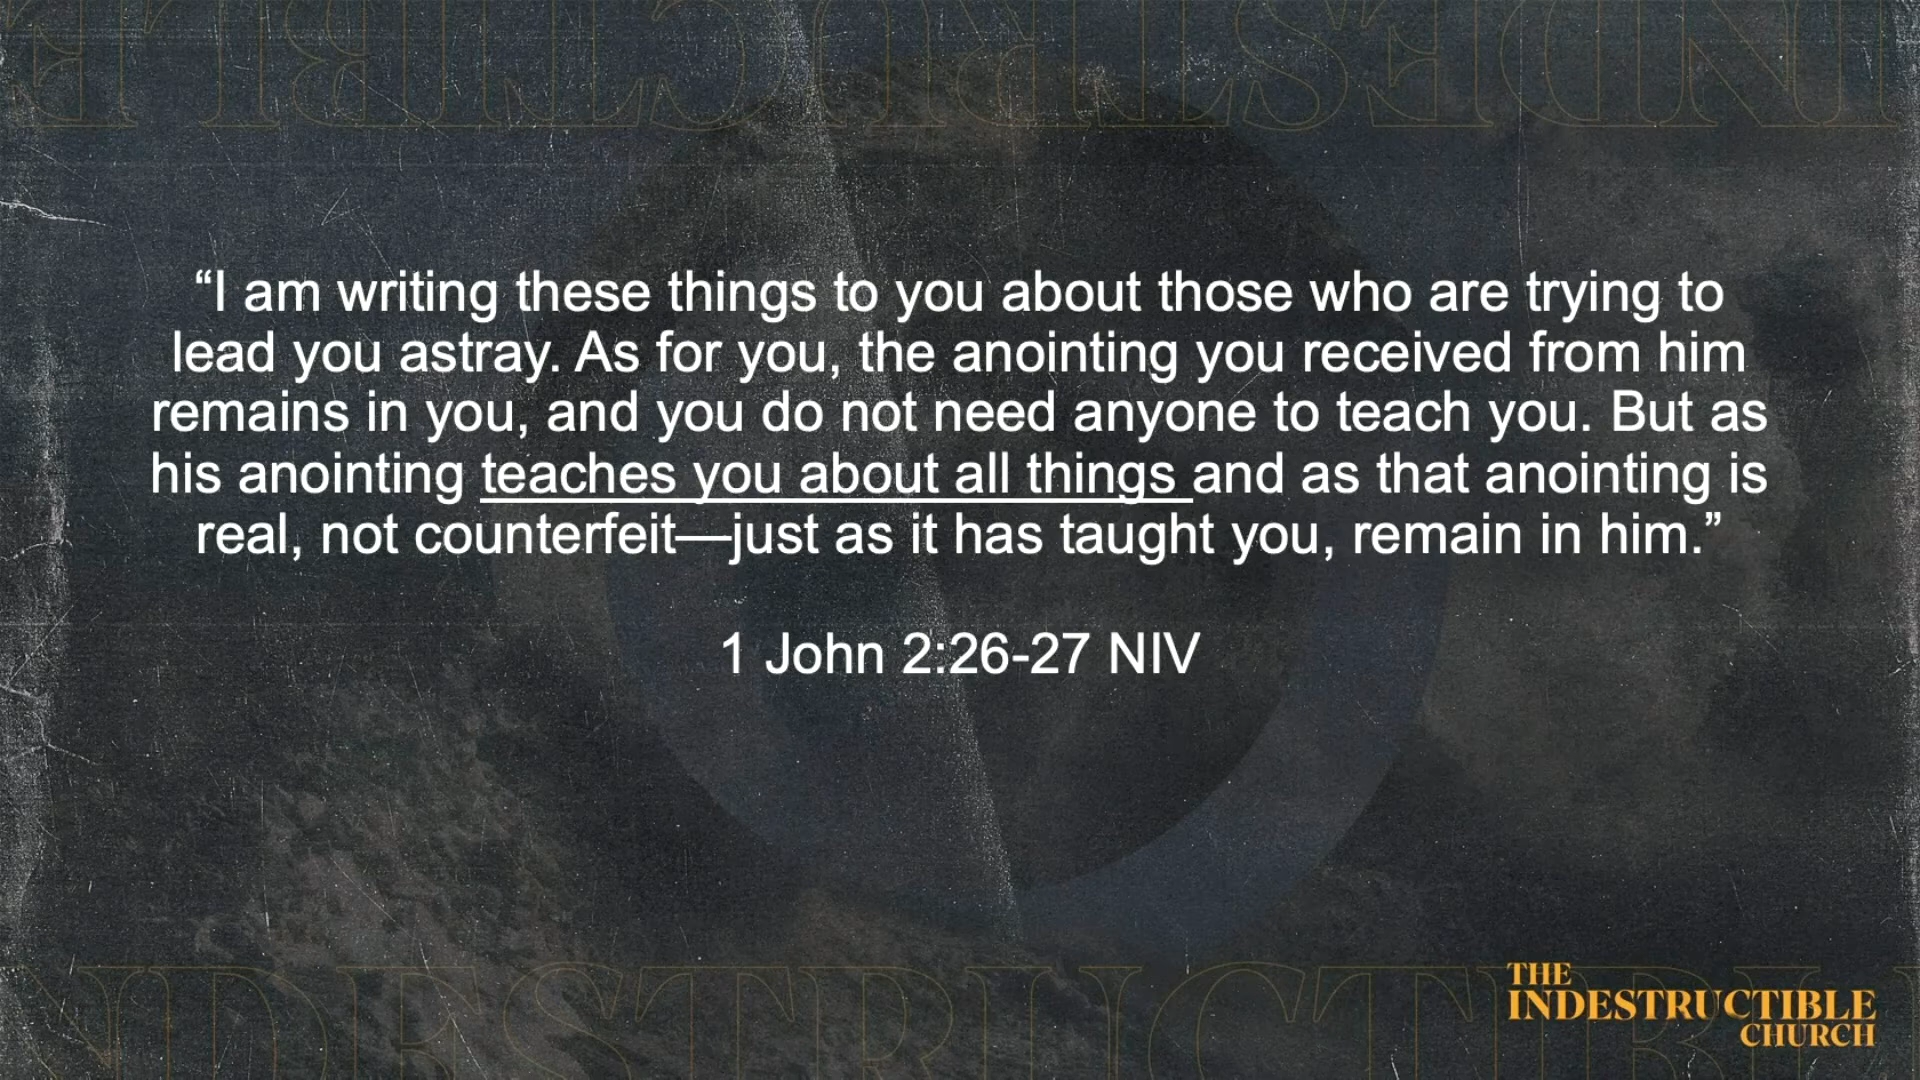 “I am writing these things to you about those who are trying to
lead you astray. As for you, the anointing you received from him
remains in you, and you do not need anyone to teach you. But as
his anointing teaches you about all things and as that anointing is
real, not counterfeit—just as it has taught you, remain in him.”
1 John 2:26-27 NIV
THE
INDESTRUCTIBLE
CHURCH